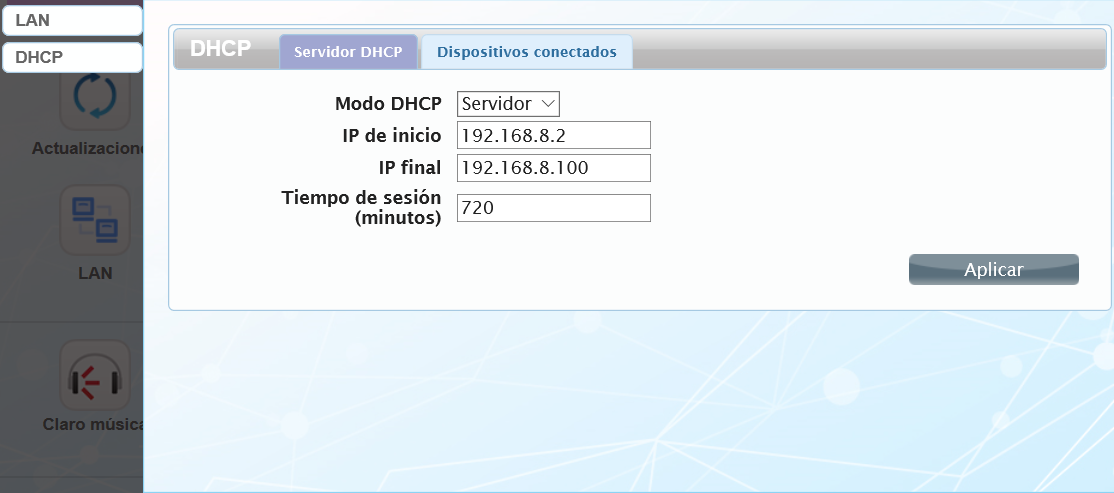 LAN
DHCP
Actualizacion
LAN
Claro música
DHCP
Servidor DHCP
Dispositivos conectados
Modo DHCP
Servidor
IP de inicio
192.168.8.2
IP final
192.168.8.100
Tiempo de sesión
(minutos)
720
Aplicar